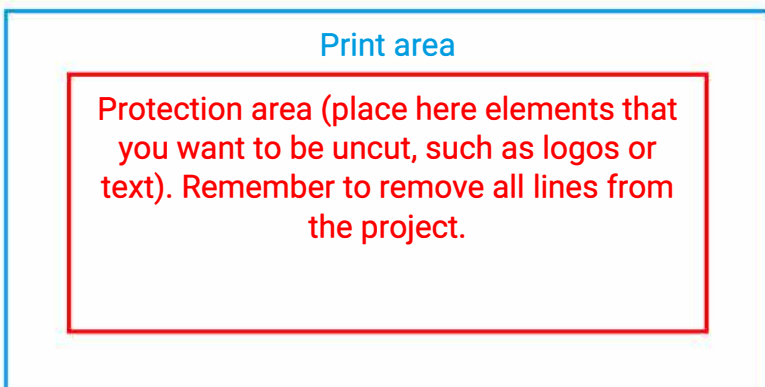 Print area
Protection area (place here elements that
you want to be uncut, such as logos or
text). Remember to remove all lines from
the project.